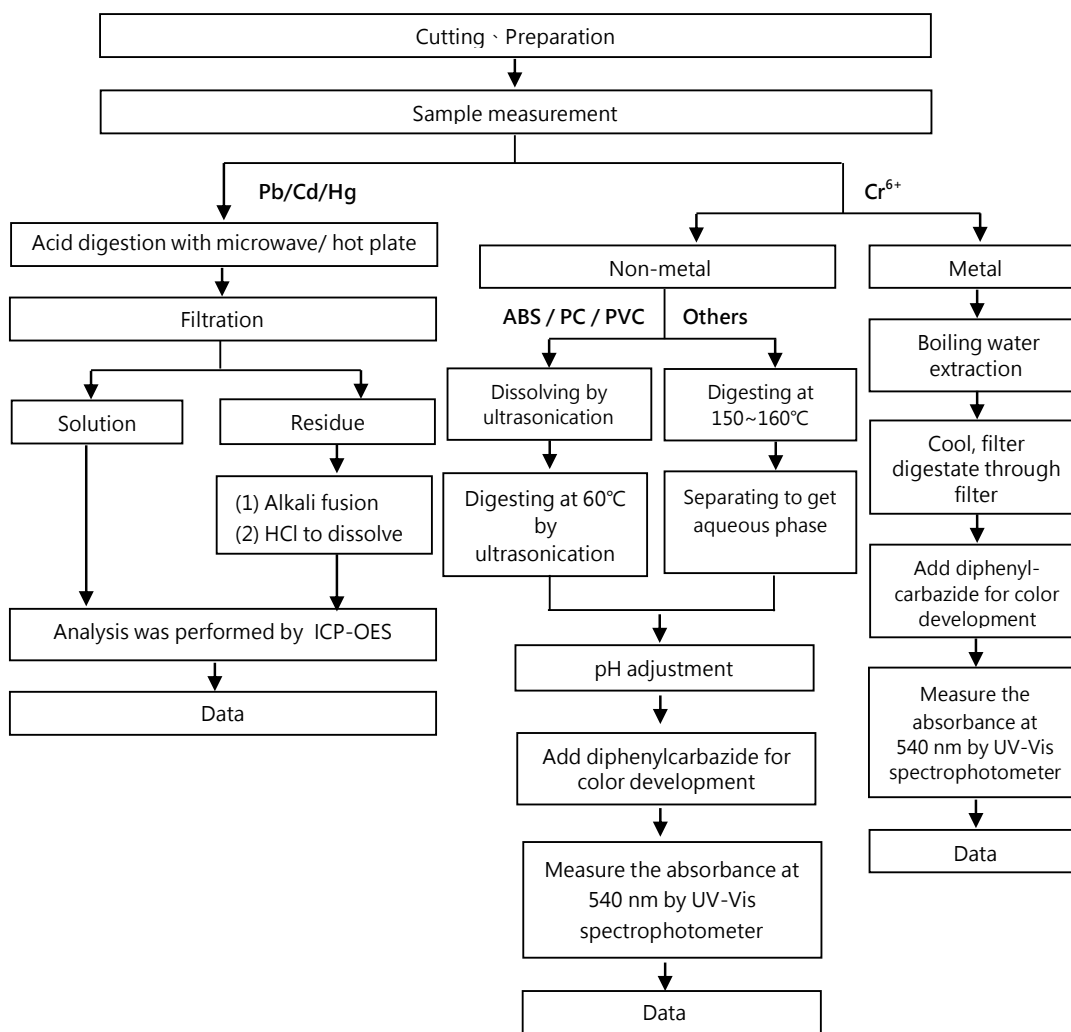 Cutting、Preparation
Sample measurement
Pb/Cd/Hg
Cr⁶⁺
Acid digestion with microwave/ hot plate
Non-metal
Metal
Filtration
ABS / PC / PVC
Others
Boiling water
extraction
Solution
Residue
Dissolving by
ultrasonication
Digesting at
150~160℃
Cool, filter
digestate through
filter
(1) Alkali fusion
(2) HCl to dissolve
Digesting at 60℃
by
ultrasonication
Separating to get
aqueous phase
Add diphenyl-
carbazide for color
development
Analysis was performed by ICP-OES
pH adjustment
Data
Measure the
absorbance at
540 nm by UV-Vis
spectrophotometer
Add diphenylcarbazide for
color development
Data
Measure the absorbance at
540 nm by UV-Vis
spectrophotometer
Data